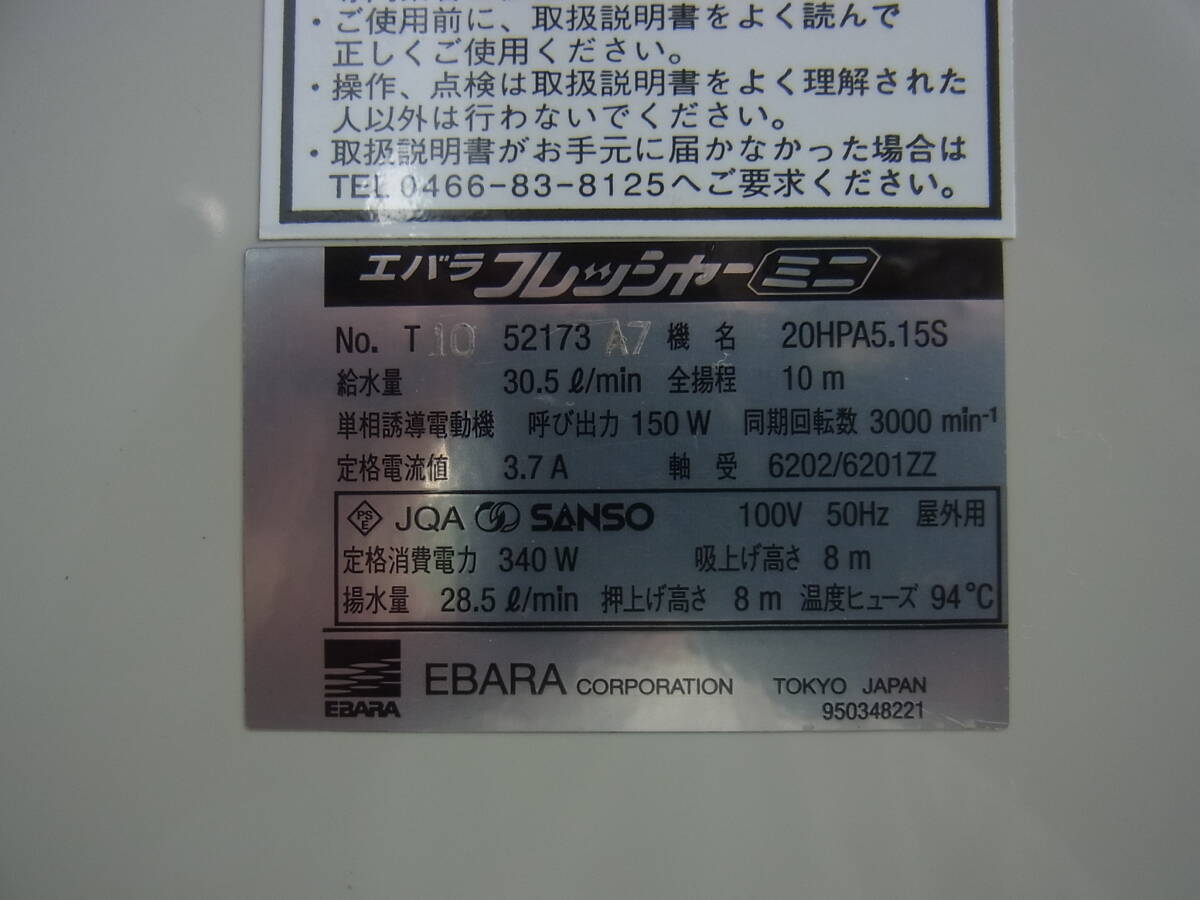 ・ご使用前に、取扱説明書をよく読んで
正しくご使用ください。
・操作、点検は取扱説明書をよく理解された
人以外は行わないでください。
・取扱説明書がお手元に届かなかった場合は
TEL 0466-83-8125へご要求ください。
エバラ フレッシャー ミニ
No. T 10 52173 A7 機 名 20HPA5.15S
給水量 30.5 ℓ/min 全揚程 10 m
単相誘導電動機 呼び出力 150 W 同期回転数 3000 min⁻¹
定格電流値 3.7 A 軸 受 6202/6201ZZ
PSE JQA SANSO 100V 50Hz 屋外用
定格消費電力 340 W 吸上げ高さ 8 m
揚水量 28.5 ℓ/min 押上げ高さ 8 m 温度ヒューズ 94℃
EBARA EBARA CORPORATION TOKYO JAPAN
950348221